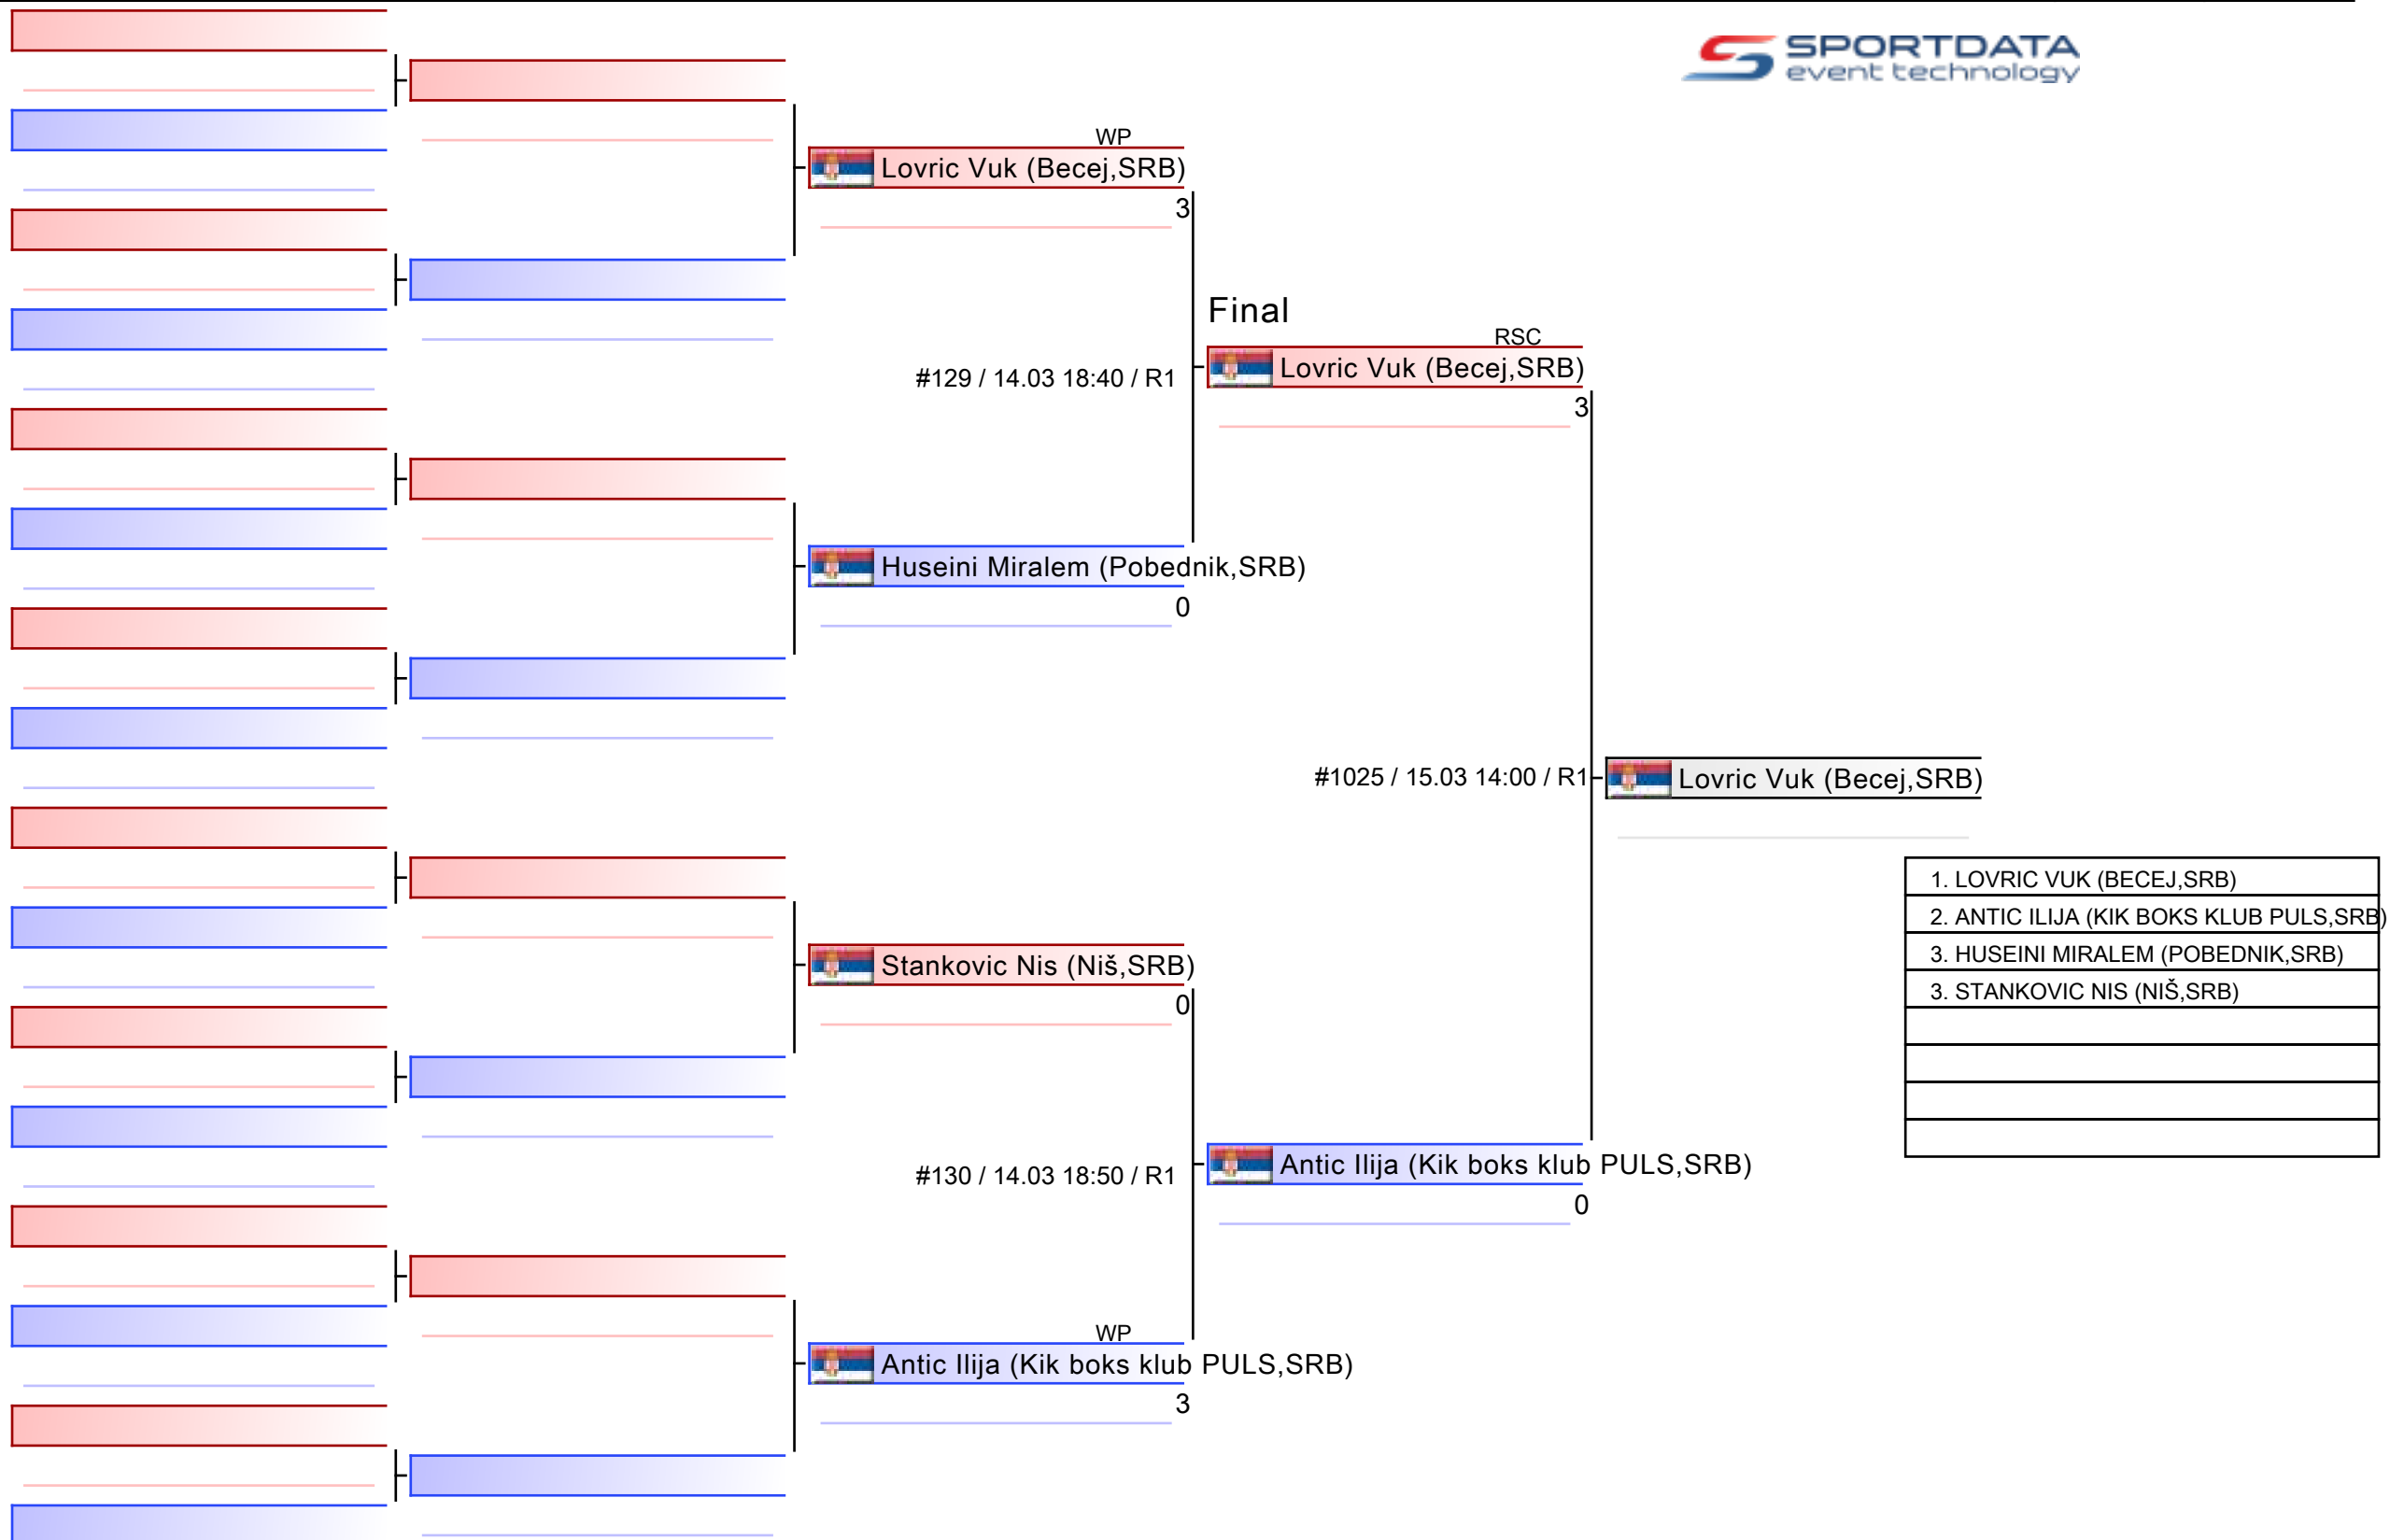 SPORTDATA
event technology
WP
Lovric Vuk (Becej,SRB)
3
Final
RSC
#129 / 14.03 18:40 / R1
Lovric Vuk (Becej,SRB)
3
Huseini Miralem (Pobednik,SRB)
0
#1025 / 15.03 14:00 / R1
Lovric Vuk (Becej,SRB)
1. LOVRIC VUK (BECEJ,SRB)
2. ANTIC ILIJA (KIK BOKS KLUB PULS,SRB)
3. HUSEINI MIRALEM (POBEDNIK,SRB)
3. STANKOVIC NIS (NIŠ,SRB)
Stankovic Nis (Niš,SRB)
0
#130 / 14.03 18:50 / R1
Antic Ilija (Kik boks klub PULS,SRB)
0
WP
Antic Ilija (Kik boks klub PULS,SRB)
3